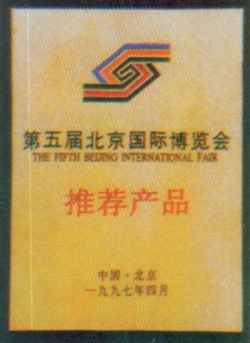 第五届北京国际博览会
THE FIFTH BEIJING INTERNATIONAL FAIR
推荐产品
中国·北京
一九九七年四月